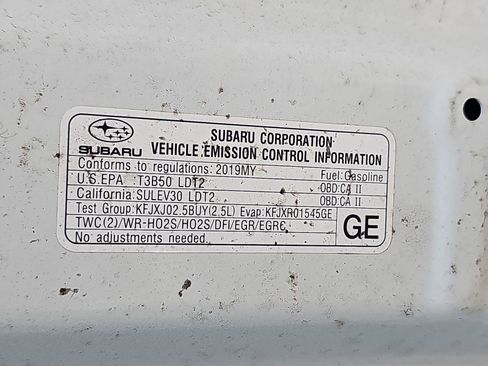 SUBARU CORPORATION
SUBARU VEHICLE EMISSION CONTROL INFORMATION
Conforms to regulations: 2019MY Fuel:Gasoline
U.S.EPA :T3B50 LDT2 OBD:CA II
California:SULEV30 LDT2 OBD:CA II
Test Group:KFJXJ02.5BUY(2.5L) Evap:KFJXR01545GE
TWC(2)/WR-HO2S/HO2S/DFI/EGR/EGRC
No adjustments needed.
GE